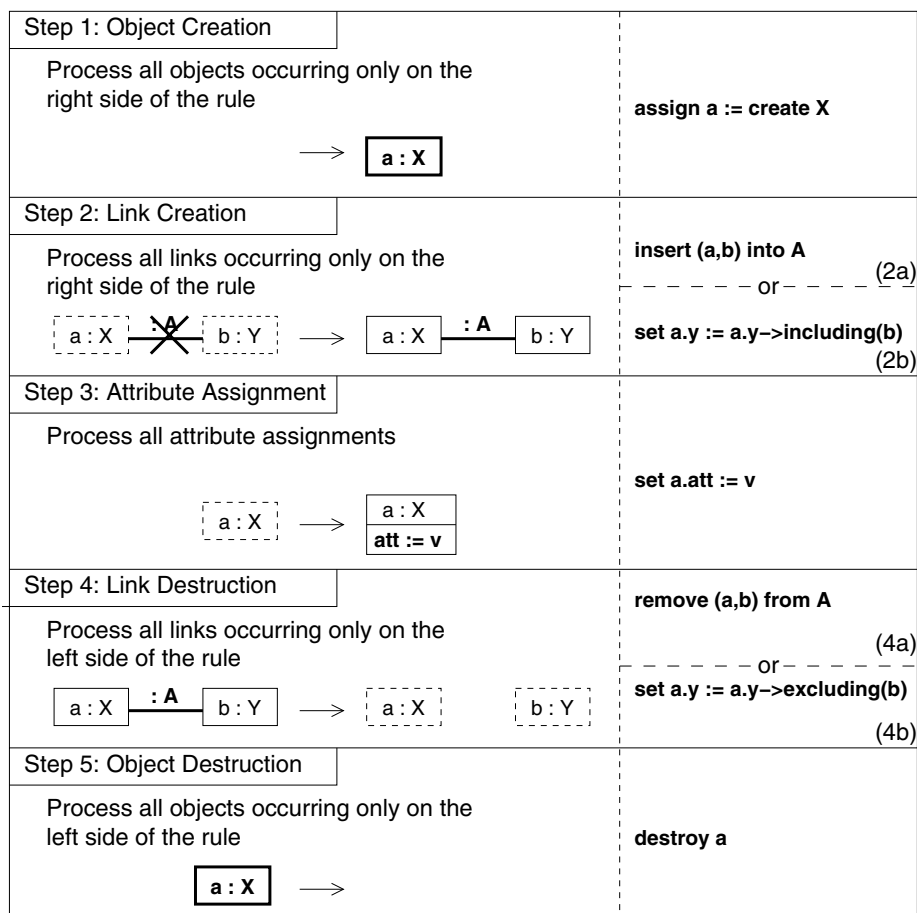 Step 1: Object Creation
Process all objects occurring only on the
right side of the rule
a : X
assign a := create X
Step 2: Link Creation
Process all links occurring only on the
right side of the rule
a : X
: A
b : Y
a : X
: A
b : Y
insert (a,b) into A
(2a)
or
set a.y := a.y−>including(b)
(2b)
Step 3: Attribute Assignment
Process all attribute assignments
a : X
a : X
att := v
set a.att := v
Step 4: Link Destruction
Process all links occurring only on the
left side of the rule
a : X
: A
b : Y
a : X
b : Y
remove (a,b) from A
(4a)
or
set a.y := a.y−>excluding(b)
(4b)
Step 5: Object Destruction
Process all objects occurring only on the
left side of the rule
a : X
destroy a